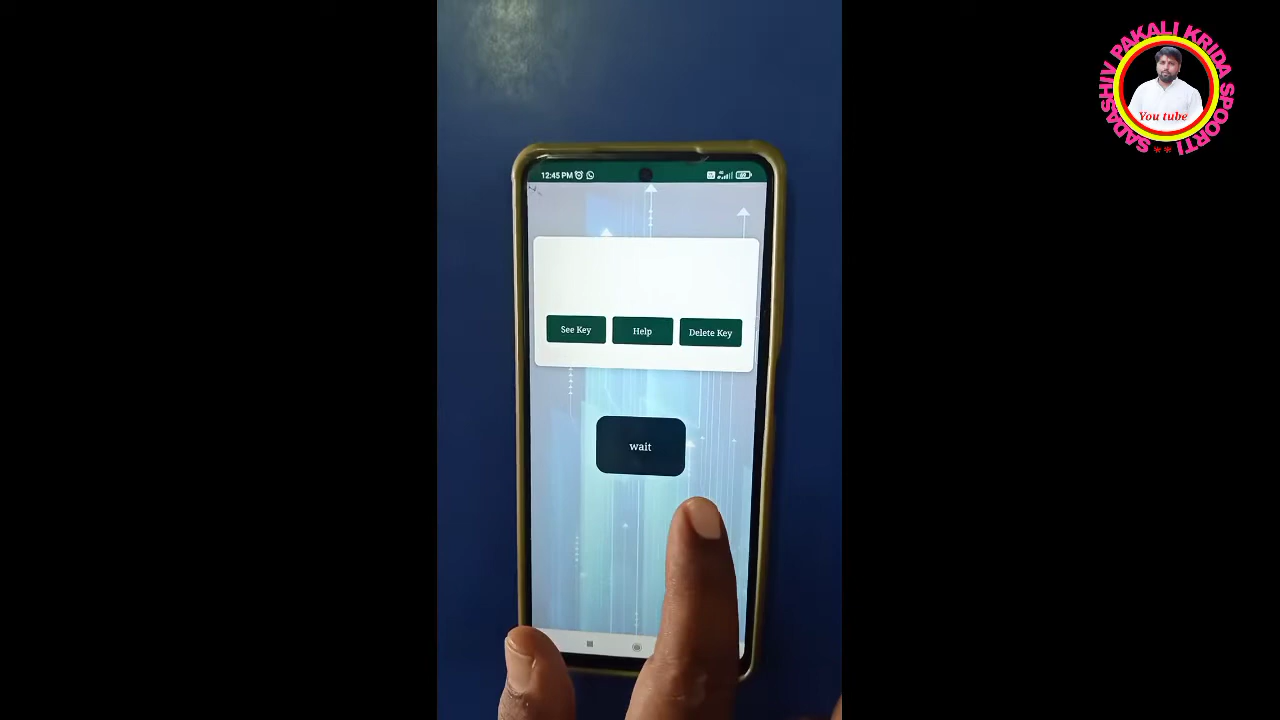 SADASHIV PAKALI KRIDA SPOORTI **
You tube
12:45 PM
See Key
Help
Delete Key
wait